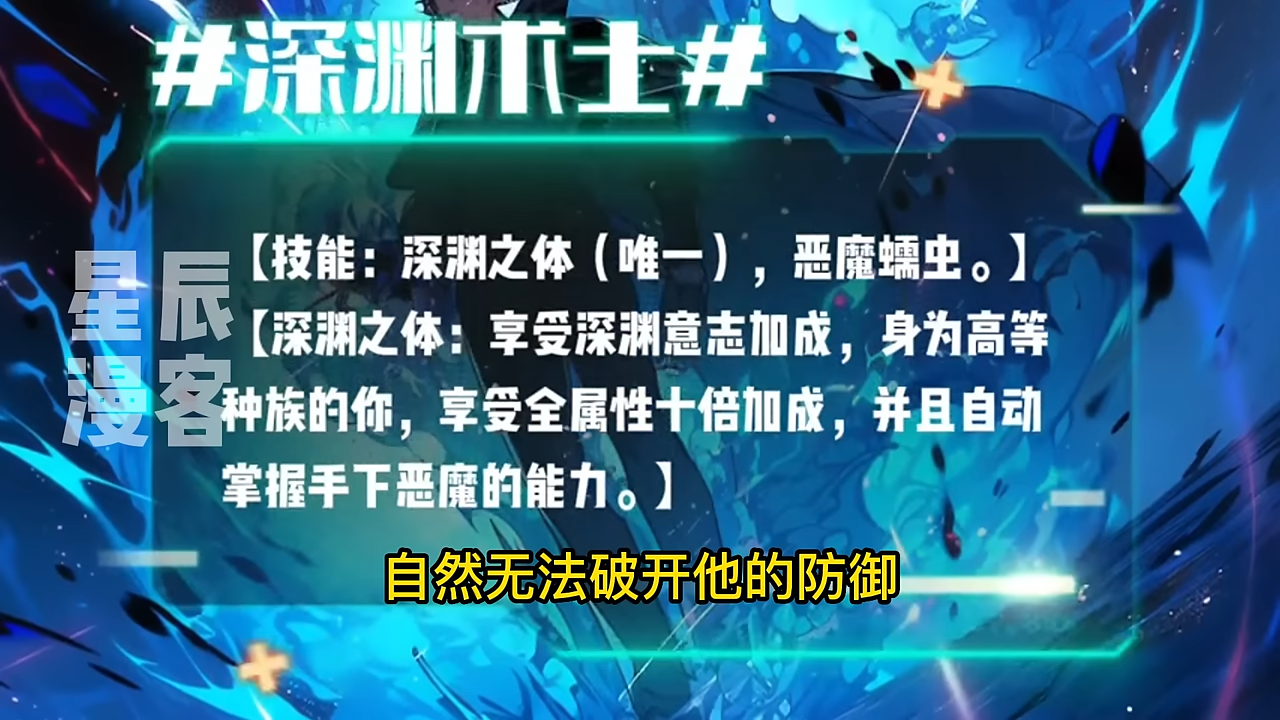 #深渊术士#
【技能：深渊之体（唯一），恶魔蠕虫。】
【深渊之体：享受深渊意志加成，身为高等
种族的你，享受全属性十倍加成，并且自动
掌握手下恶魔的能力。】
星辰
漫客
自然无法破开他的防御